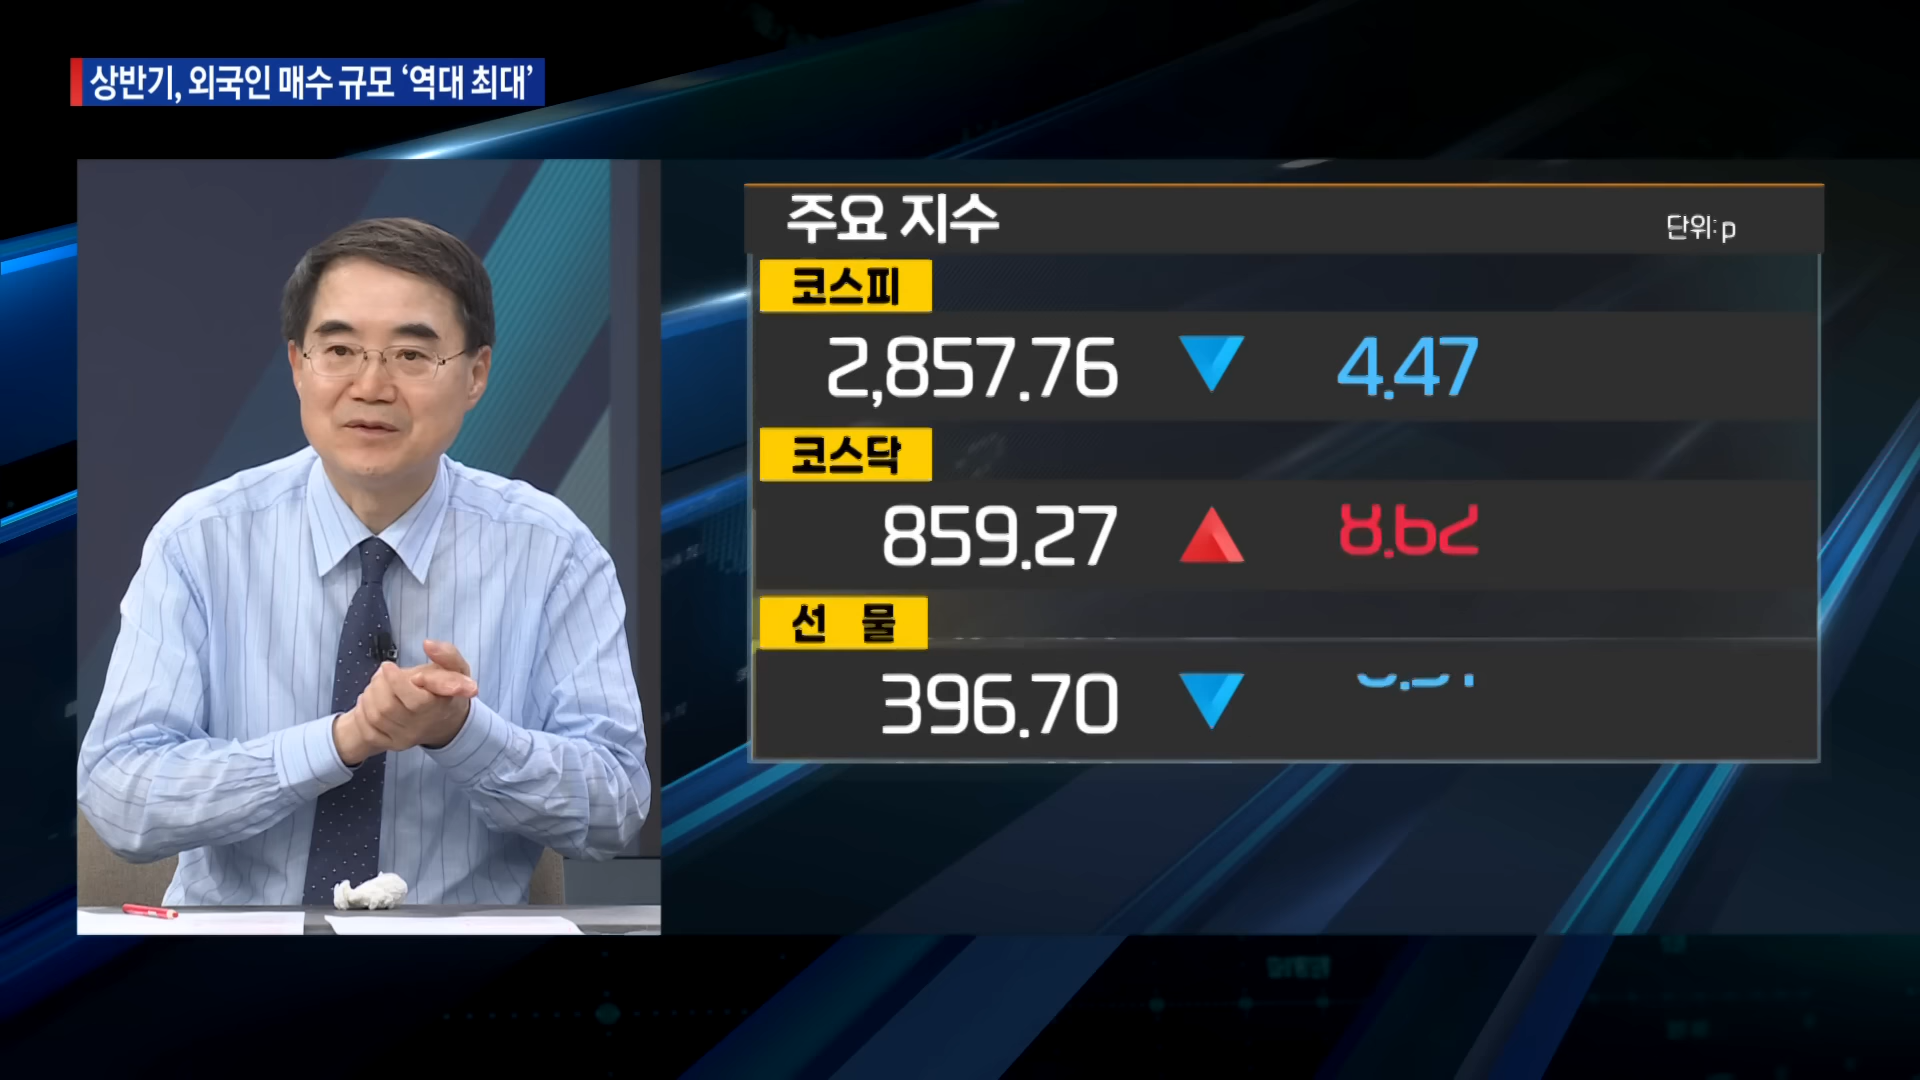 상반기, 외국인 매수 규모 ‘역대 최대’
주요 지수
단위:p
코스피
2,857.76 ▼ 4.47
코스닥
859.27 ▲
선 물
396.70 ▼